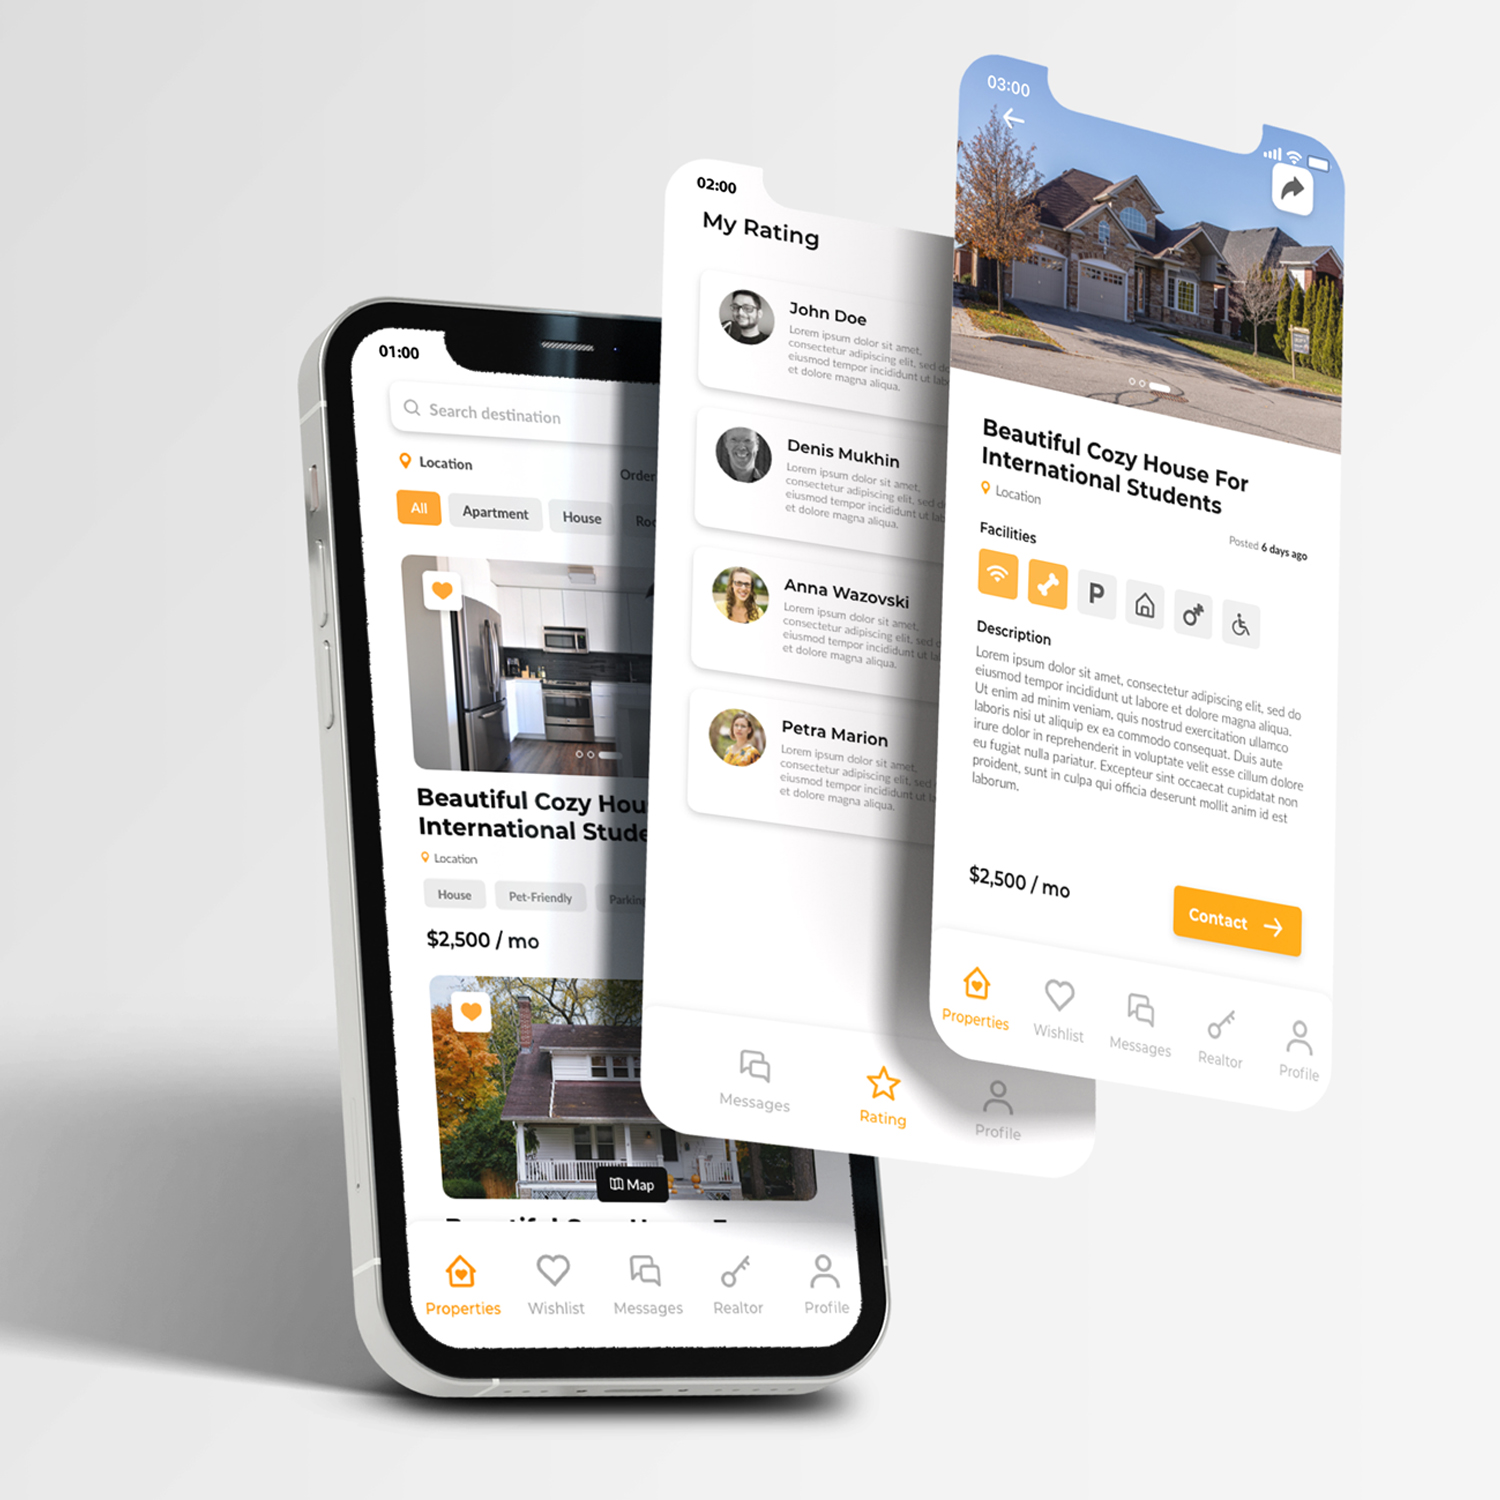 01:00
Search destination
Location
Order
All
Apartment
House
Beautiful Cozy Hou
International Stude
Location
House
Pet-Friendly
Parking
$2,500 / mo
Map
Properties
Wishlist
Messages
Realtor
Profile
02:00
My Rating
John Doe
Lorem ipsum dolor sit amet,
consectetur adipiscing elit, sed do
eiusmod tempor incididunt ut lab
et dolore magna aliqua.
Denis Mukhin
Lorem ipsum dolor sit amet,
consectetur adipiscing elit, sed do
eiusmod tempor incididunt ut lab
et dolore magna aliqua.
Anna Wazovski
Lorem ipsum dolor sit amet,
consectetur adipiscing elit, sed d
eiusmod tempor incididunt ut la
et dolore magna aliqua.
Petra Marion
Lorem ipsum dolor sit amet,
consectetur adipiscing elit, sed
eiusmod tempor incididunt ut la
et dolore magna aliqua.
Messages
Rating
Profile
03:00
Beautiful Cozy House For
International Students
Location
Posted 6 days ago
Facilities
P
Description
Lorem ipsum dolor sit amet, consectetur adipiscing elit, sed do
eiusmod tempor incididunt ut labore et dolore magna aliqua.
Ut enim ad minim veniam, quis nostrud exercitation ullamco
laboris nisi ut aliquip ex ea commodo consequat. Duis aute
irure dolor in reprehenderit in voluptate velit esse cillum dolore
eu fugiat nulla pariatur. Excepteur sint occaecat cupidatat non
proident, sunt in culpa qui officia deserunt mollit anim id est
laborum.
$2,500 / mo
Contact
Properties
Wishlist
Messages
Realtor
Profile